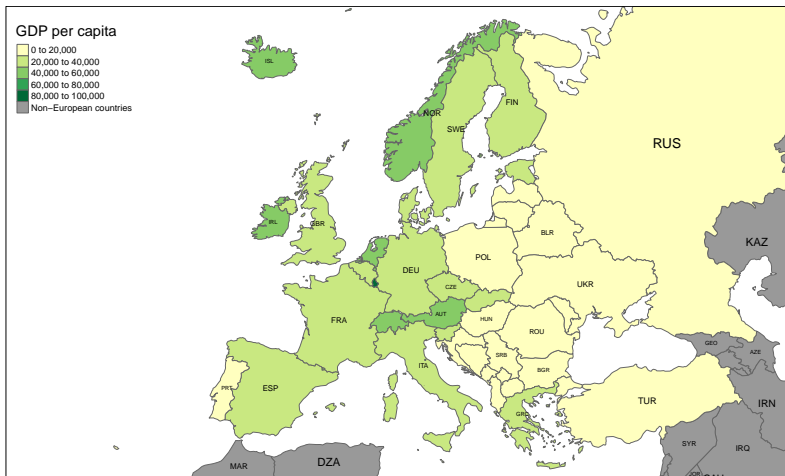 GDP per capita
0 to 20,000
20,000 to 40,000
40,000 to 60,000
60,000 to 80,000
80,000 to 100,000
Non−European countries
ISL
NOR
SWE
FIN
RUS
IRL
GBR
BLR
POL
KAZ
DEU
UKR
CZE
FRA
AUT
HUN
ROU
GEO
AZE
SRB
ITA
BGR
PRT
ESP
GRC
TUR
IRN
SYR
IRQ
MAR
DZA
JOR